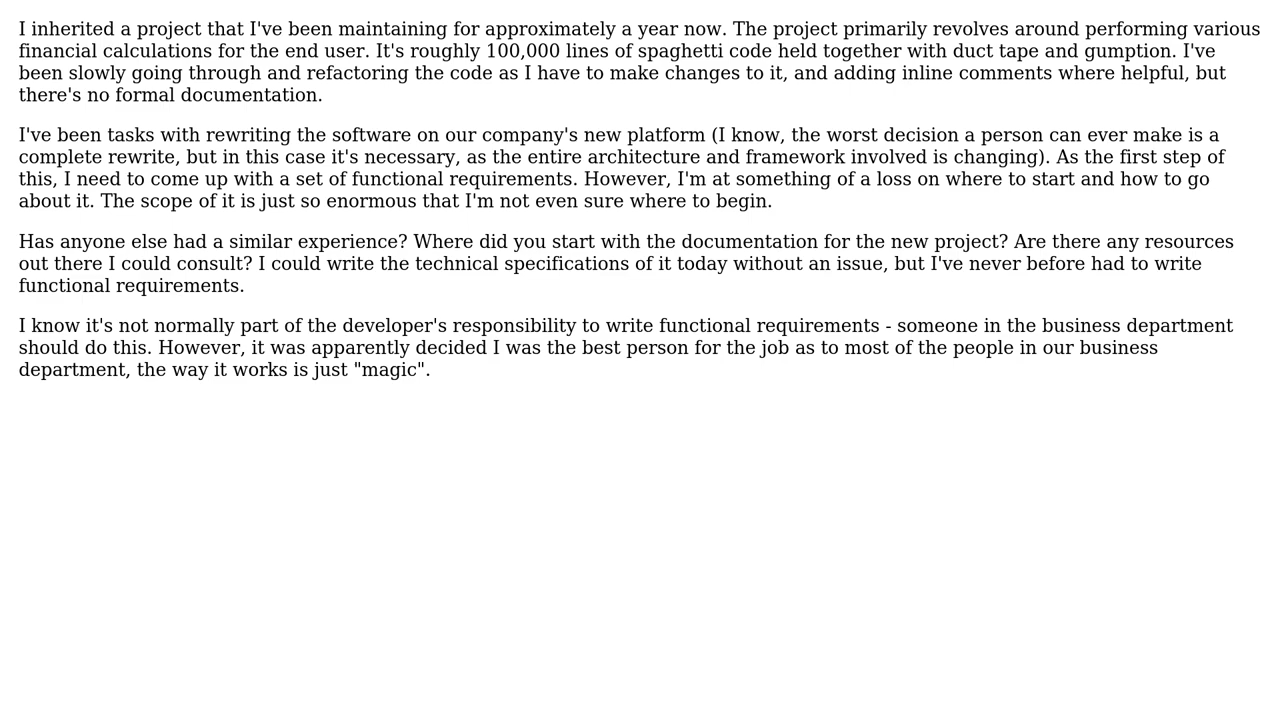 I inherited a project that I've been maintaining for approximately a year now. The project primarily revolves around performing various
financial calculations for the end user. It's roughly 100,000 lines of spaghetti code held together with duct tape and gumption. I've
been slowly going through and refactoring the code as I have to make changes to it, and adding inline comments where helpful, but
there's no formal documentation.
I've been tasks with rewriting the software on our company's new platform (I know, the worst decision a person can ever make is a
complete rewrite, but in this case it's necessary, as the entire architecture and framework involved is changing). As the first step of
this, I need to come up with a set of functional requirements. However, I'm at something of a loss on where to start and how to go
about it. The scope of it is just so enormous that I'm not even sure where to begin.
Has anyone else had a similar experience? Where did you start with the documentation for the new project? Are there any resources
out there I could consult? I could write the technical specifications of it today without an issue, but I've never before had to write
functional requirements.
I know it's not normally part of the developer's responsibility to write functional requirements - someone in the business department
should do this. However, it was apparently decided I was the best person for the job as to most of the people in our business
department, the way it works is just "magic".